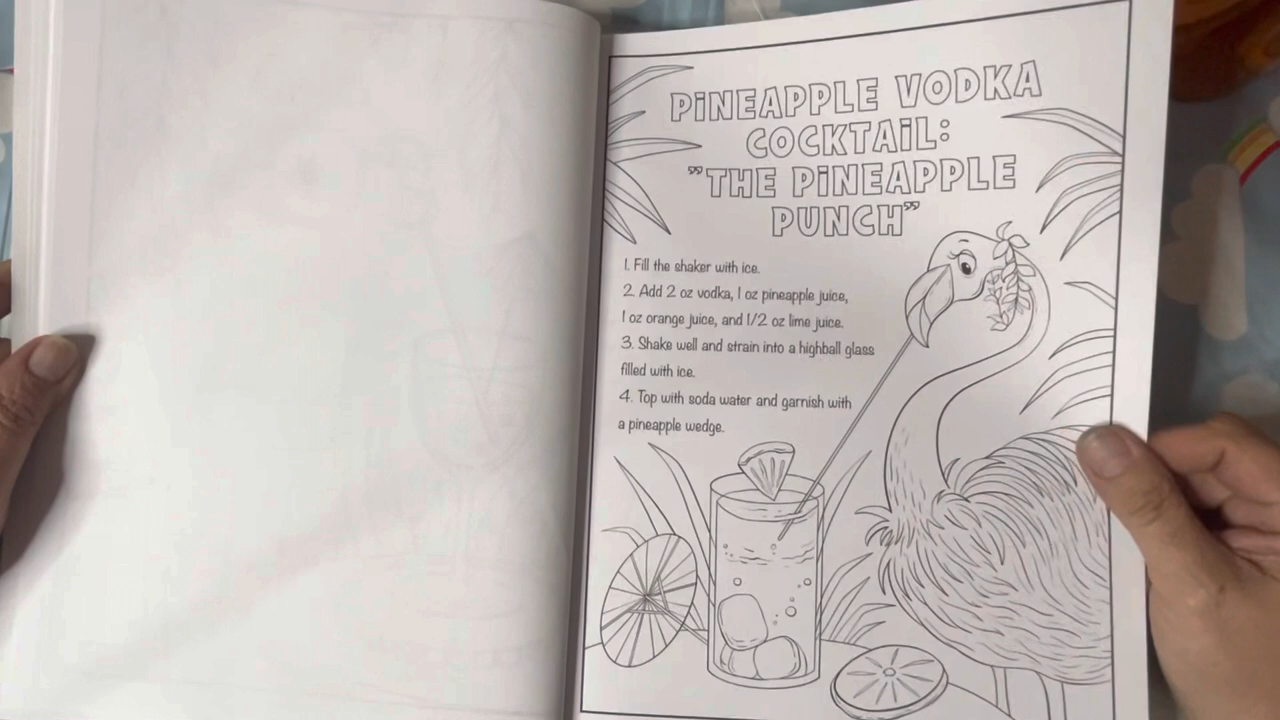 PINEAPPLE VODKA
COCKTAIL:
"THE PINEAPPLE
PUNCH"
1. Fill the shaker with ice.
2. Add 2 oz vodka, 1 oz pineapple juice,
1 oz orange juice, and 1/2 oz lime juice.
3. Shake well and strain into a highball glass
filled with ice.
4. Top with soda water and garnish with
a pineapple wedge.